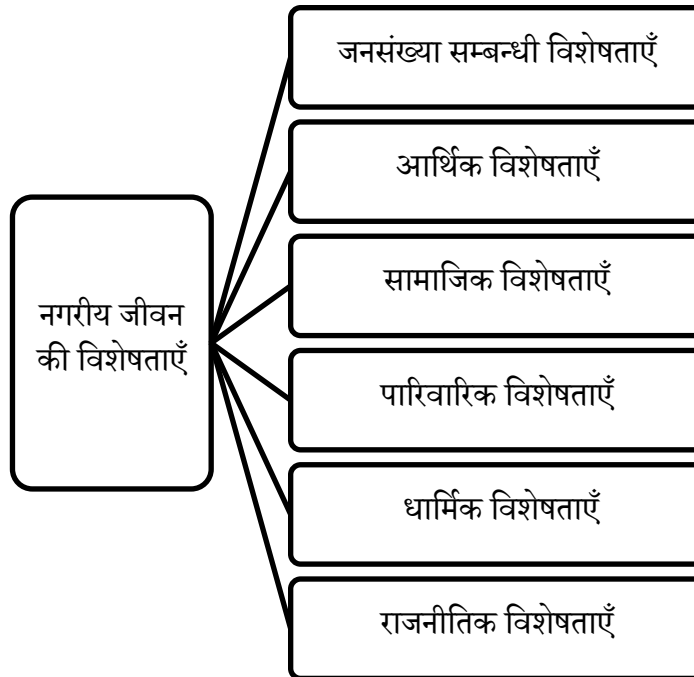 नगरीय जीवन
की विशेषताएँ
जनसंख्या सम्बन्धी विशेषताएँ
आर्थिक विशेषताएँ
सामाजिक विशेषताएँ
पारिवारिक विशेषताएँ
धार्मिक विशेषताएँ
राजनीतिक विशेषताएँ